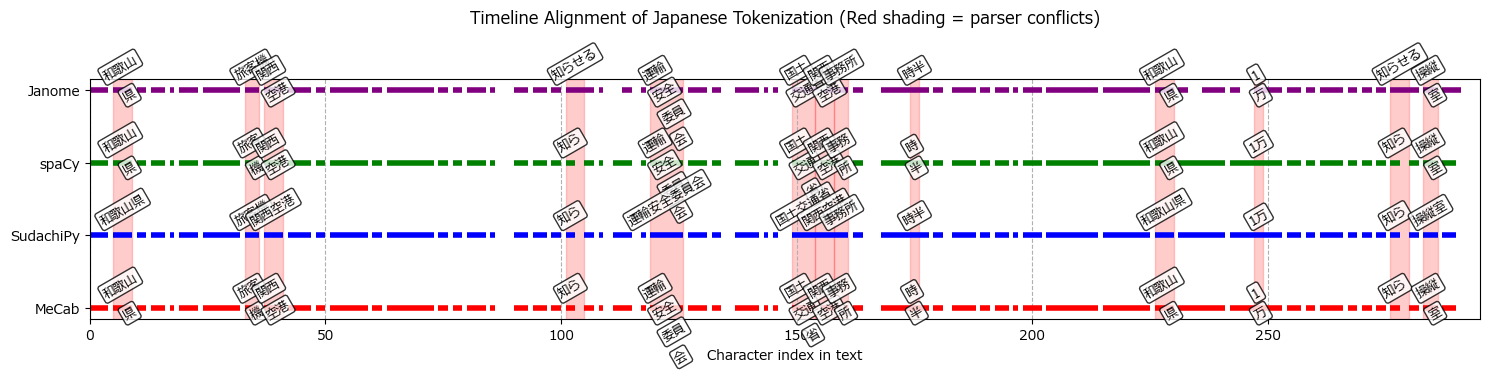 Timeline Alignment of Japanese Tokenization (Red shading = parser conflicts)
Janome
和歌山
県
旅客機
関西
空港
知らせる
運輸
安全
委員
会
国土
交通
関西
空港
事務所
時半
和歌山
県
1
万
知らせる
操縦
室
spaCy
和歌山
県
旅客
機
関西
空港
知ら
運輸
安全
委員
会
国土
交通
省
関西
空港
事務
所
時
半
和歌山
県
1万
知ら
操縦
室
SudachiPy
和歌山県
関西空港
知ら
運輸安全委員会
国土交通省
関西空港
事務所
時半
和歌山県
1万
知ら
操縦室
MeCab
和歌山
県
旅客
機
関西
空港
知ら
運輸
安全
委員
会
国土
交通
省
関西
空港
事務
所
時
半
和歌山
県
1
万
知ら
操縦
室
0
50
100
150
200
250
Character index in text